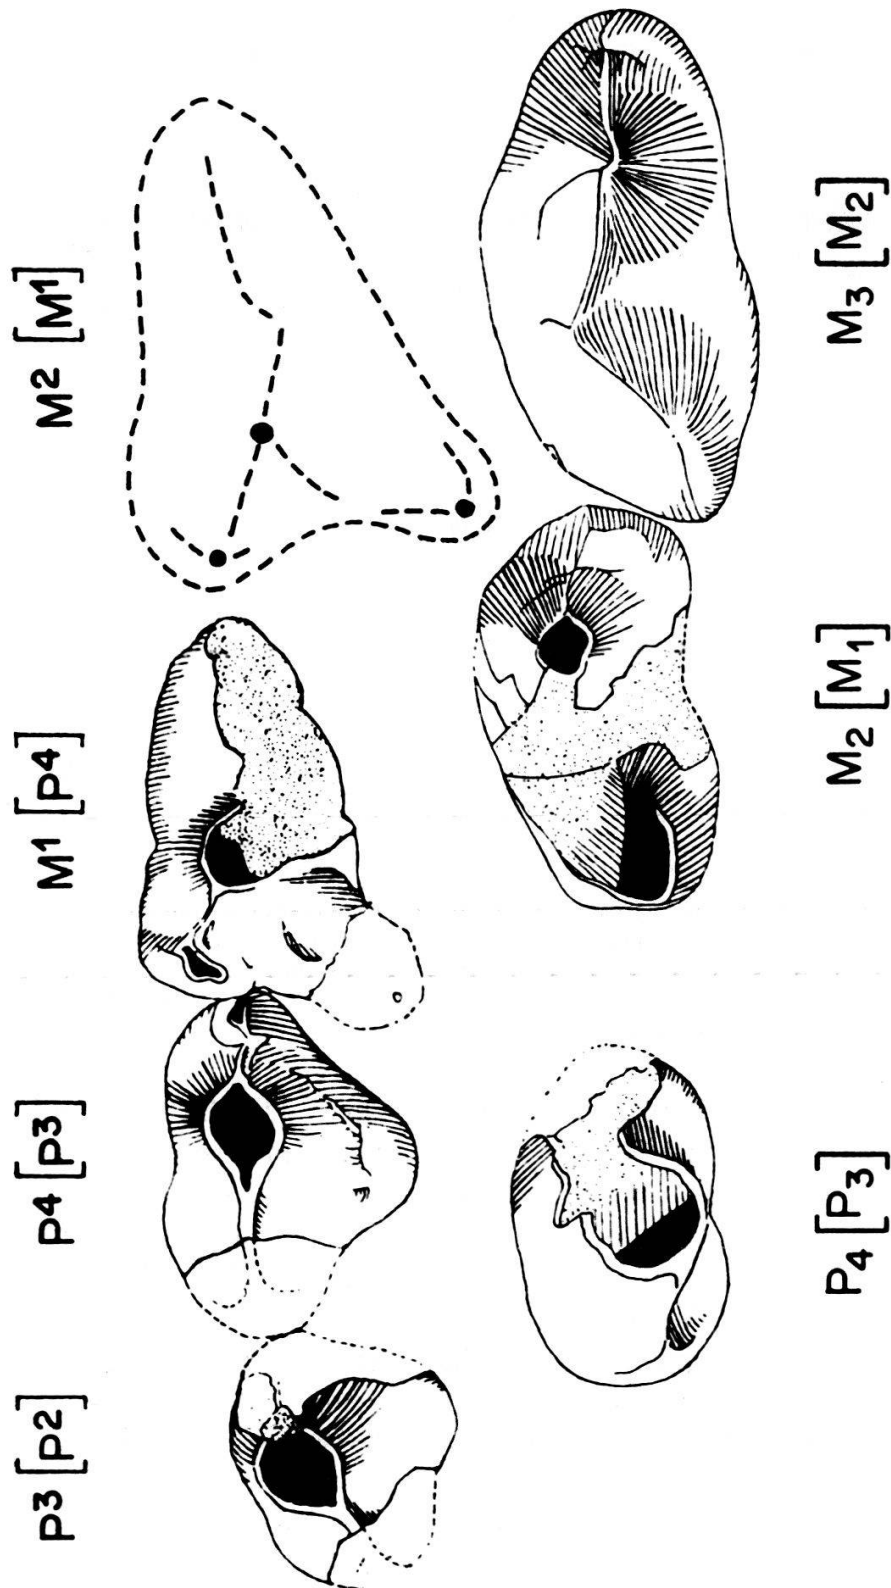 P³ [P²]
P⁴ [P³]
M¹ [P⁴]
M² [M¹]
P₄ [P₃]
M₂ [M₁]
M₃ [M₂]